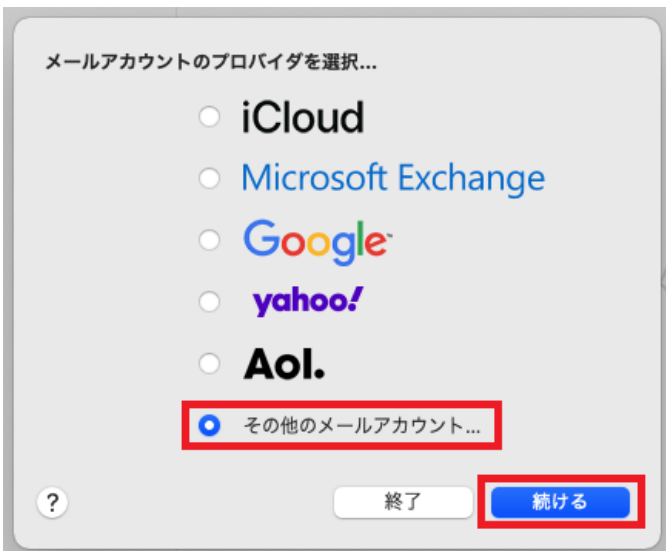 メールアカウントのプロバイダを選択...
iCloud
Microsoft Exchange
Google
yahoo!
Aol.
その他のメールアカウント...
? 終了 続ける